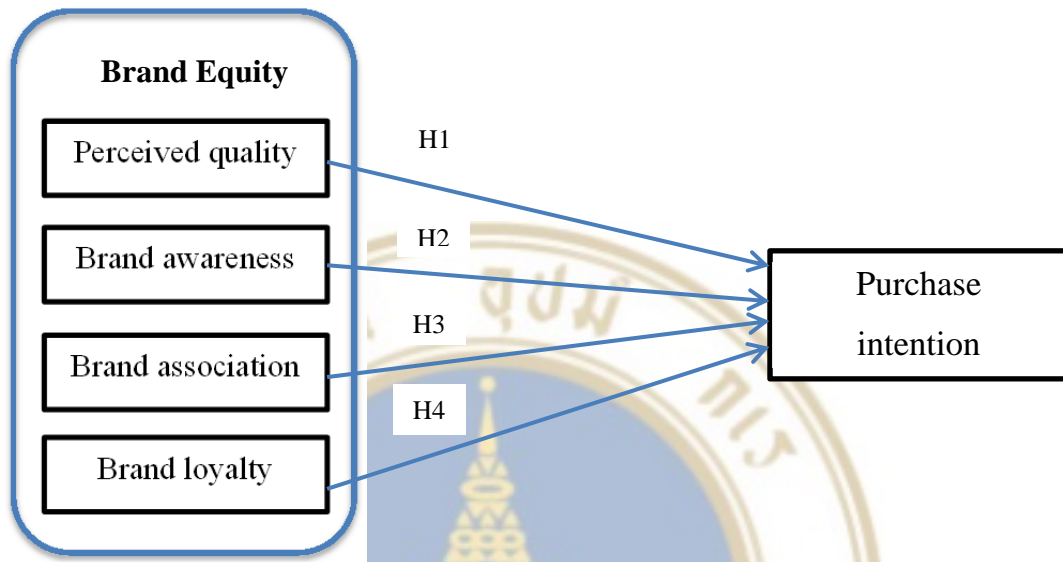 Brand Equity
Perceived quality
Brand awareness
Brand association
Brand loyalty
H1
H2
H3
H4
Purchase
intention